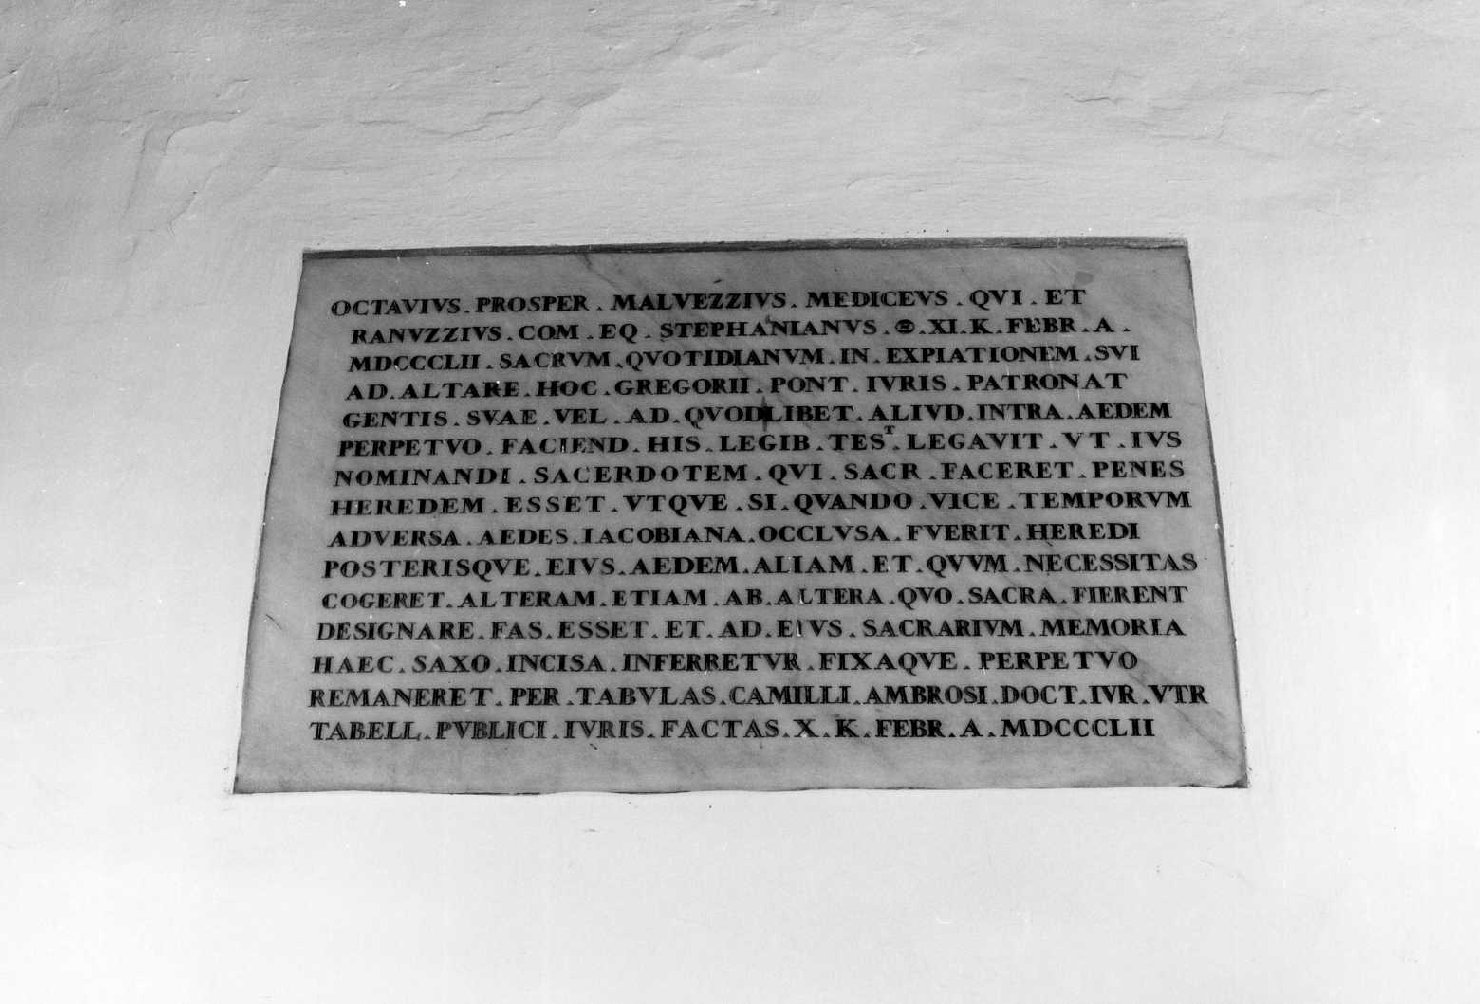 OCTAVIVS . PROSPER . MALVEZZIVS . MEDICEVS . QVI . ET
RANVZZIVS . COM . EQ . STEPHANIANVS . Ꚛ . XI . K . FEBR . A .
MDCCCLII . SACRVM . QVOTIDIANVM . IN . EXPIATIONEM . SVI
AD . ALTARE . HOC . GREGORII . PONT . IVRIS . PATRONAT
GENTIS . SVAE . VEL . AD . QVODLIBET . ALIVD . INTRA . AEDEM
PERPETVO . FACIEND . HIS . LEGIB . TEST . LEGAVIT . VT . IVS
NOMINANDI . SACERDOTEM . QVI . SACR . FACERET . PENES
HEREDEM . ESSET . VTQVE . SI . QVANDO . VICE . TEMPORVM
ADVERSA . AEDES . IACOBIANA . OCCLVSA . FVERIT . HEREDI
POSTERISQVE . EIVS . AEDEM . ALIAM . ET . QVVM . NECESSITAS
COGERET . ALTERAM . ETIAM . AB . ALTERA . QVO . SACRA . FIERENT
DESIGNARE . FAS . ESSET . ET . AD . EIVS . SACRARIVM . MEMORIA
HAEC . SAXO . INCISA . INFERRETVR . FIXAQVE . PERPETVO
REMANERET . PER . TABVLAS . CAMILLI . AMBROSI . DOCT . IVR . VTR
TABELL . PVBLICI . IVRIS . FACTAS . X . K . FEBR . A . MDCCCLII